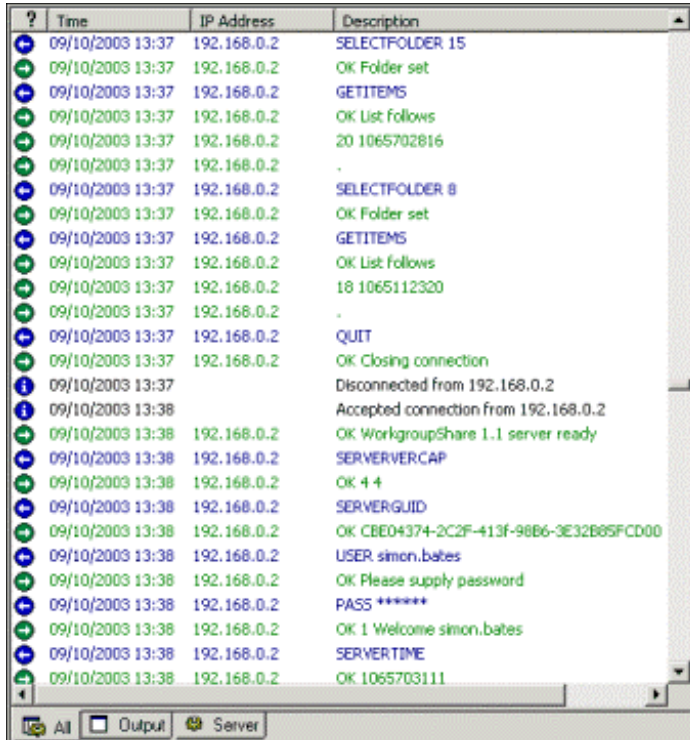 ? Time IP Address Description
09/10/2003 13:37 192.168.0.2 SELECTFOLDER 15
09/10/2003 13:37 192.168.0.2 OK Folder set
09/10/2003 13:37 192.168.0.2 GETITEMS
09/10/2003 13:37 192.168.0.2 OK List follows
09/10/2003 13:37 192.168.0.2 20 1065702816
09/10/2003 13:37 192.168.0.2 .
09/10/2003 13:37 192.168.0.2 SELECTFOLDER 8
09/10/2003 13:37 192.168.0.2 OK Folder set
09/10/2003 13:37 192.168.0.2 GETITEMS
09/10/2003 13:37 192.168.0.2 OK List follows
09/10/2003 13:37 192.168.0.2 18 1065112320
09/10/2003 13:37 192.168.0.2 .
09/10/2003 13:37 192.168.0.2 QUIT
09/10/2003 13:37 192.168.0.2 OK Closing connection
09/10/2003 13:37 Disconnected from 192.168.0.2
09/10/2003 13:38 Accepted connection from 192.168.0.2
09/10/2003 13:38 192.168.0.2 OK WorkgroupShare 1.1 server ready
09/10/2003 13:38 192.168.0.2 SERVERVERCAP
09/10/2003 13:38 192.168.0.2 OK 4 4
09/10/2003 13:38 192.168.0.2 SERVERGUID
09/10/2003 13:38 192.168.0.2 OK CBE04374-2C2F-413f-98B6-3E32B85FCD00
09/10/2003 13:38 192.168.0.2 USER simon.bates
09/10/2003 13:38 192.168.0.2 OK Please supply password
09/10/2003 13:38 192.168.0.2 PASS ******
09/10/2003 13:38 192.168.0.2 OK 1 Welcome simon.bates
09/10/2003 13:38 192.168.0.2 SERVERTIME
09/10/2003 13:38 192.168.0.2 OK 1065703111
All Output Server